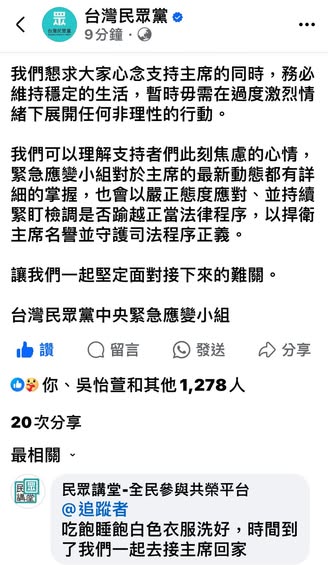 眾
台灣民眾黨
9分鐘·
我們懇求大家心念支持主席的同時，務必
維持穩定的生活，暫時毋需在過度激烈情
緒下展開任何非理性的行動。
我們可以理解支持者們此刻焦慮的心情，
緊急應變小組對於主席的最新動態都有詳
細的掌握，也會以嚴正態度應對、並持續
緊盯檢調是否踰越正當法律程序，以捍衛
主席名譽並守護司法程序正義。
讓我們一起堅定面對接下來的難關。
台灣民眾黨中央緊急應變小組
讚 留言 發送 分享
你、吳怡萱和其他 1,278 人
20次分享
最相關
民眾講堂
民眾講堂-全民參與共榮平台
@追蹤者
吃飽睡飽白色衣服洗好，時間到
了我們一起去接主席回家